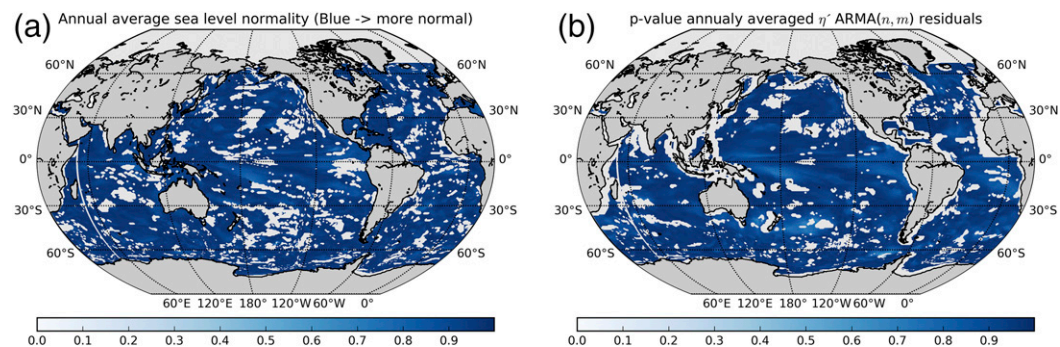 (a) Annual average sea level normality (Blue -> more normal)
60°N 60°N
30°N 30°N
0° 0°
30°S 30°S
60°S 60°S
60°E 120°E 180° 120°W 60°W 0°
0.0 0.1 0.2 0.3 0.4 0.5 0.6 0.7 0.8 0.9
(b) p-value annualy averaged η´ ARMA(n, m) residuals
60°N 60°N
30°N 30°N
0° 0°
30°S 30°S
60°S 60°S
60°E 120°E 180° 120°W 60°W 0°
0.0 0.1 0.2 0.3 0.4 0.5 0.6 0.7 0.8 0.9